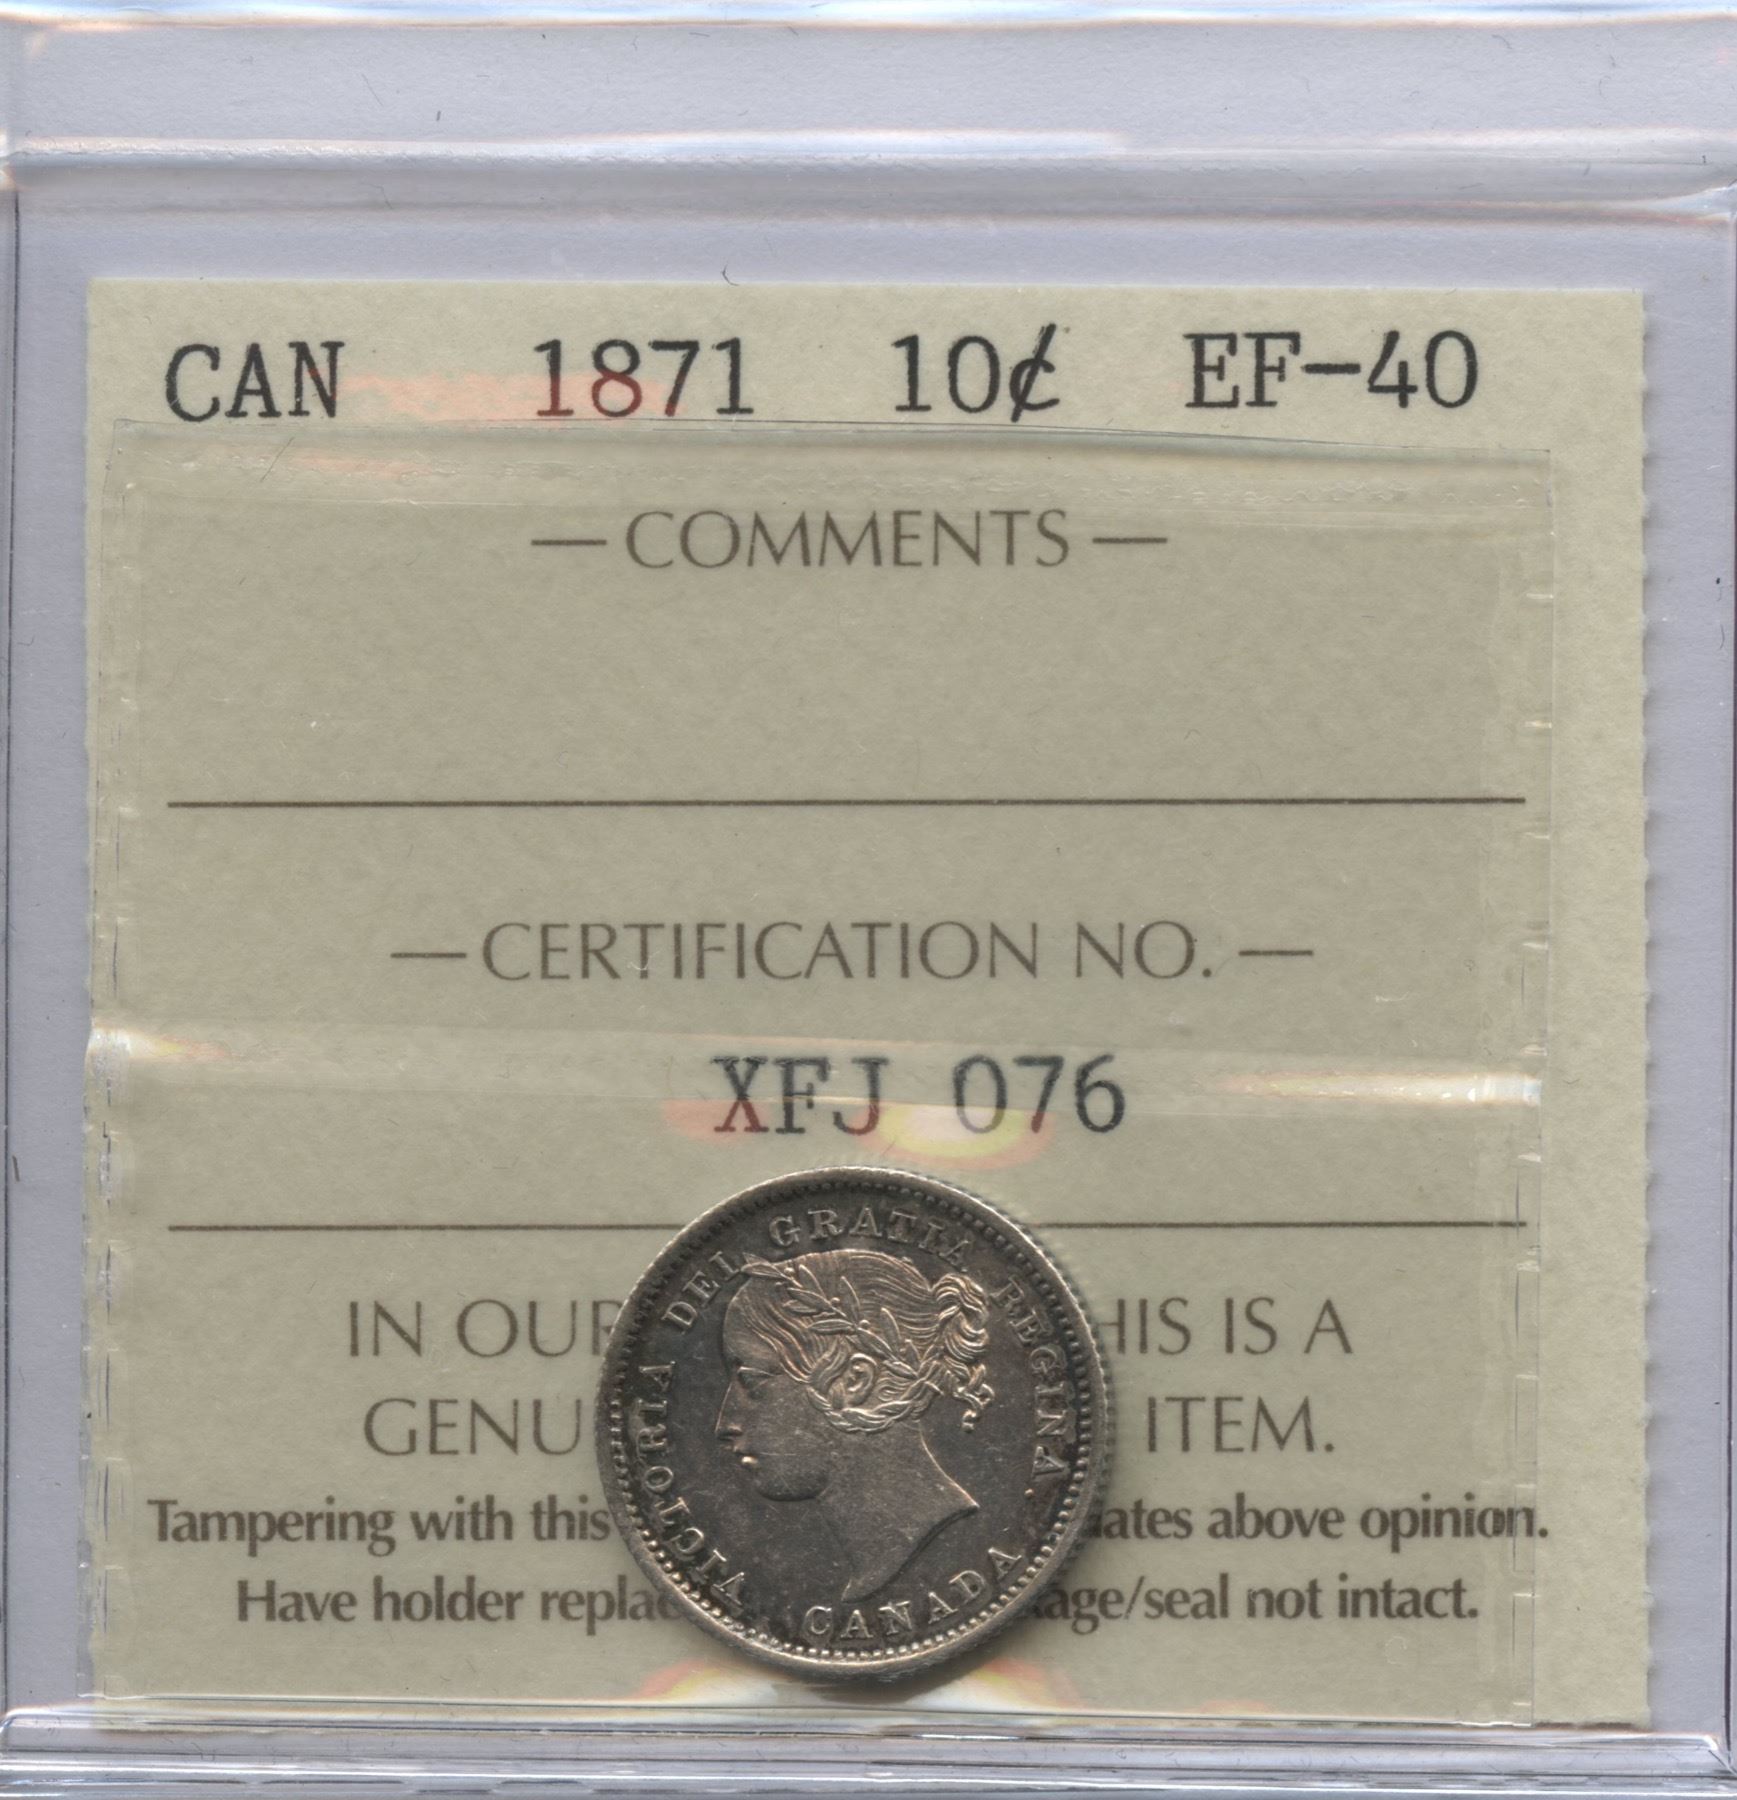 CAN 1871 10¢ EF-40
— COMMENTS —
— CERTIFICATION NO. —
XFJ 076
VICTORIA DEI GRATIA REGINA.
CANADA
IN OUR HIS IS A
GENU ITEM.
Tampering with this ates above opinion.
Have holder replac age/seal not intact.